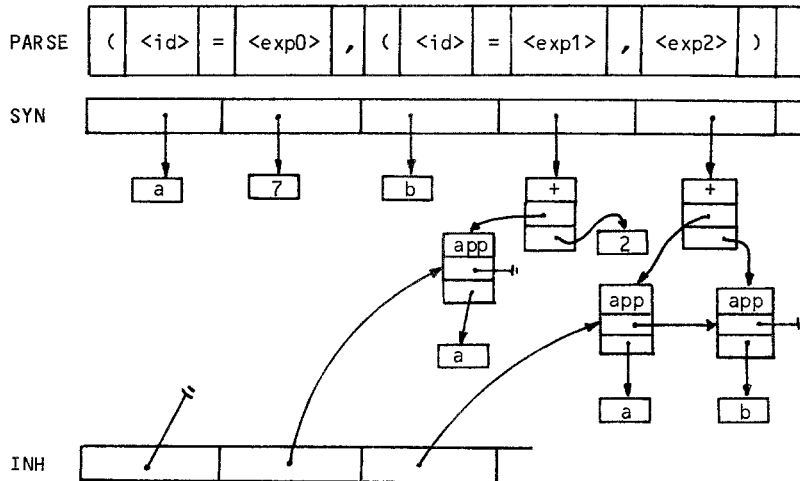 PARSE ( <id> = <exp0> , ( <id> = <exp1> , <exp2> )
SYN
a 7 b + +
2
app
app app
a
a b
INH